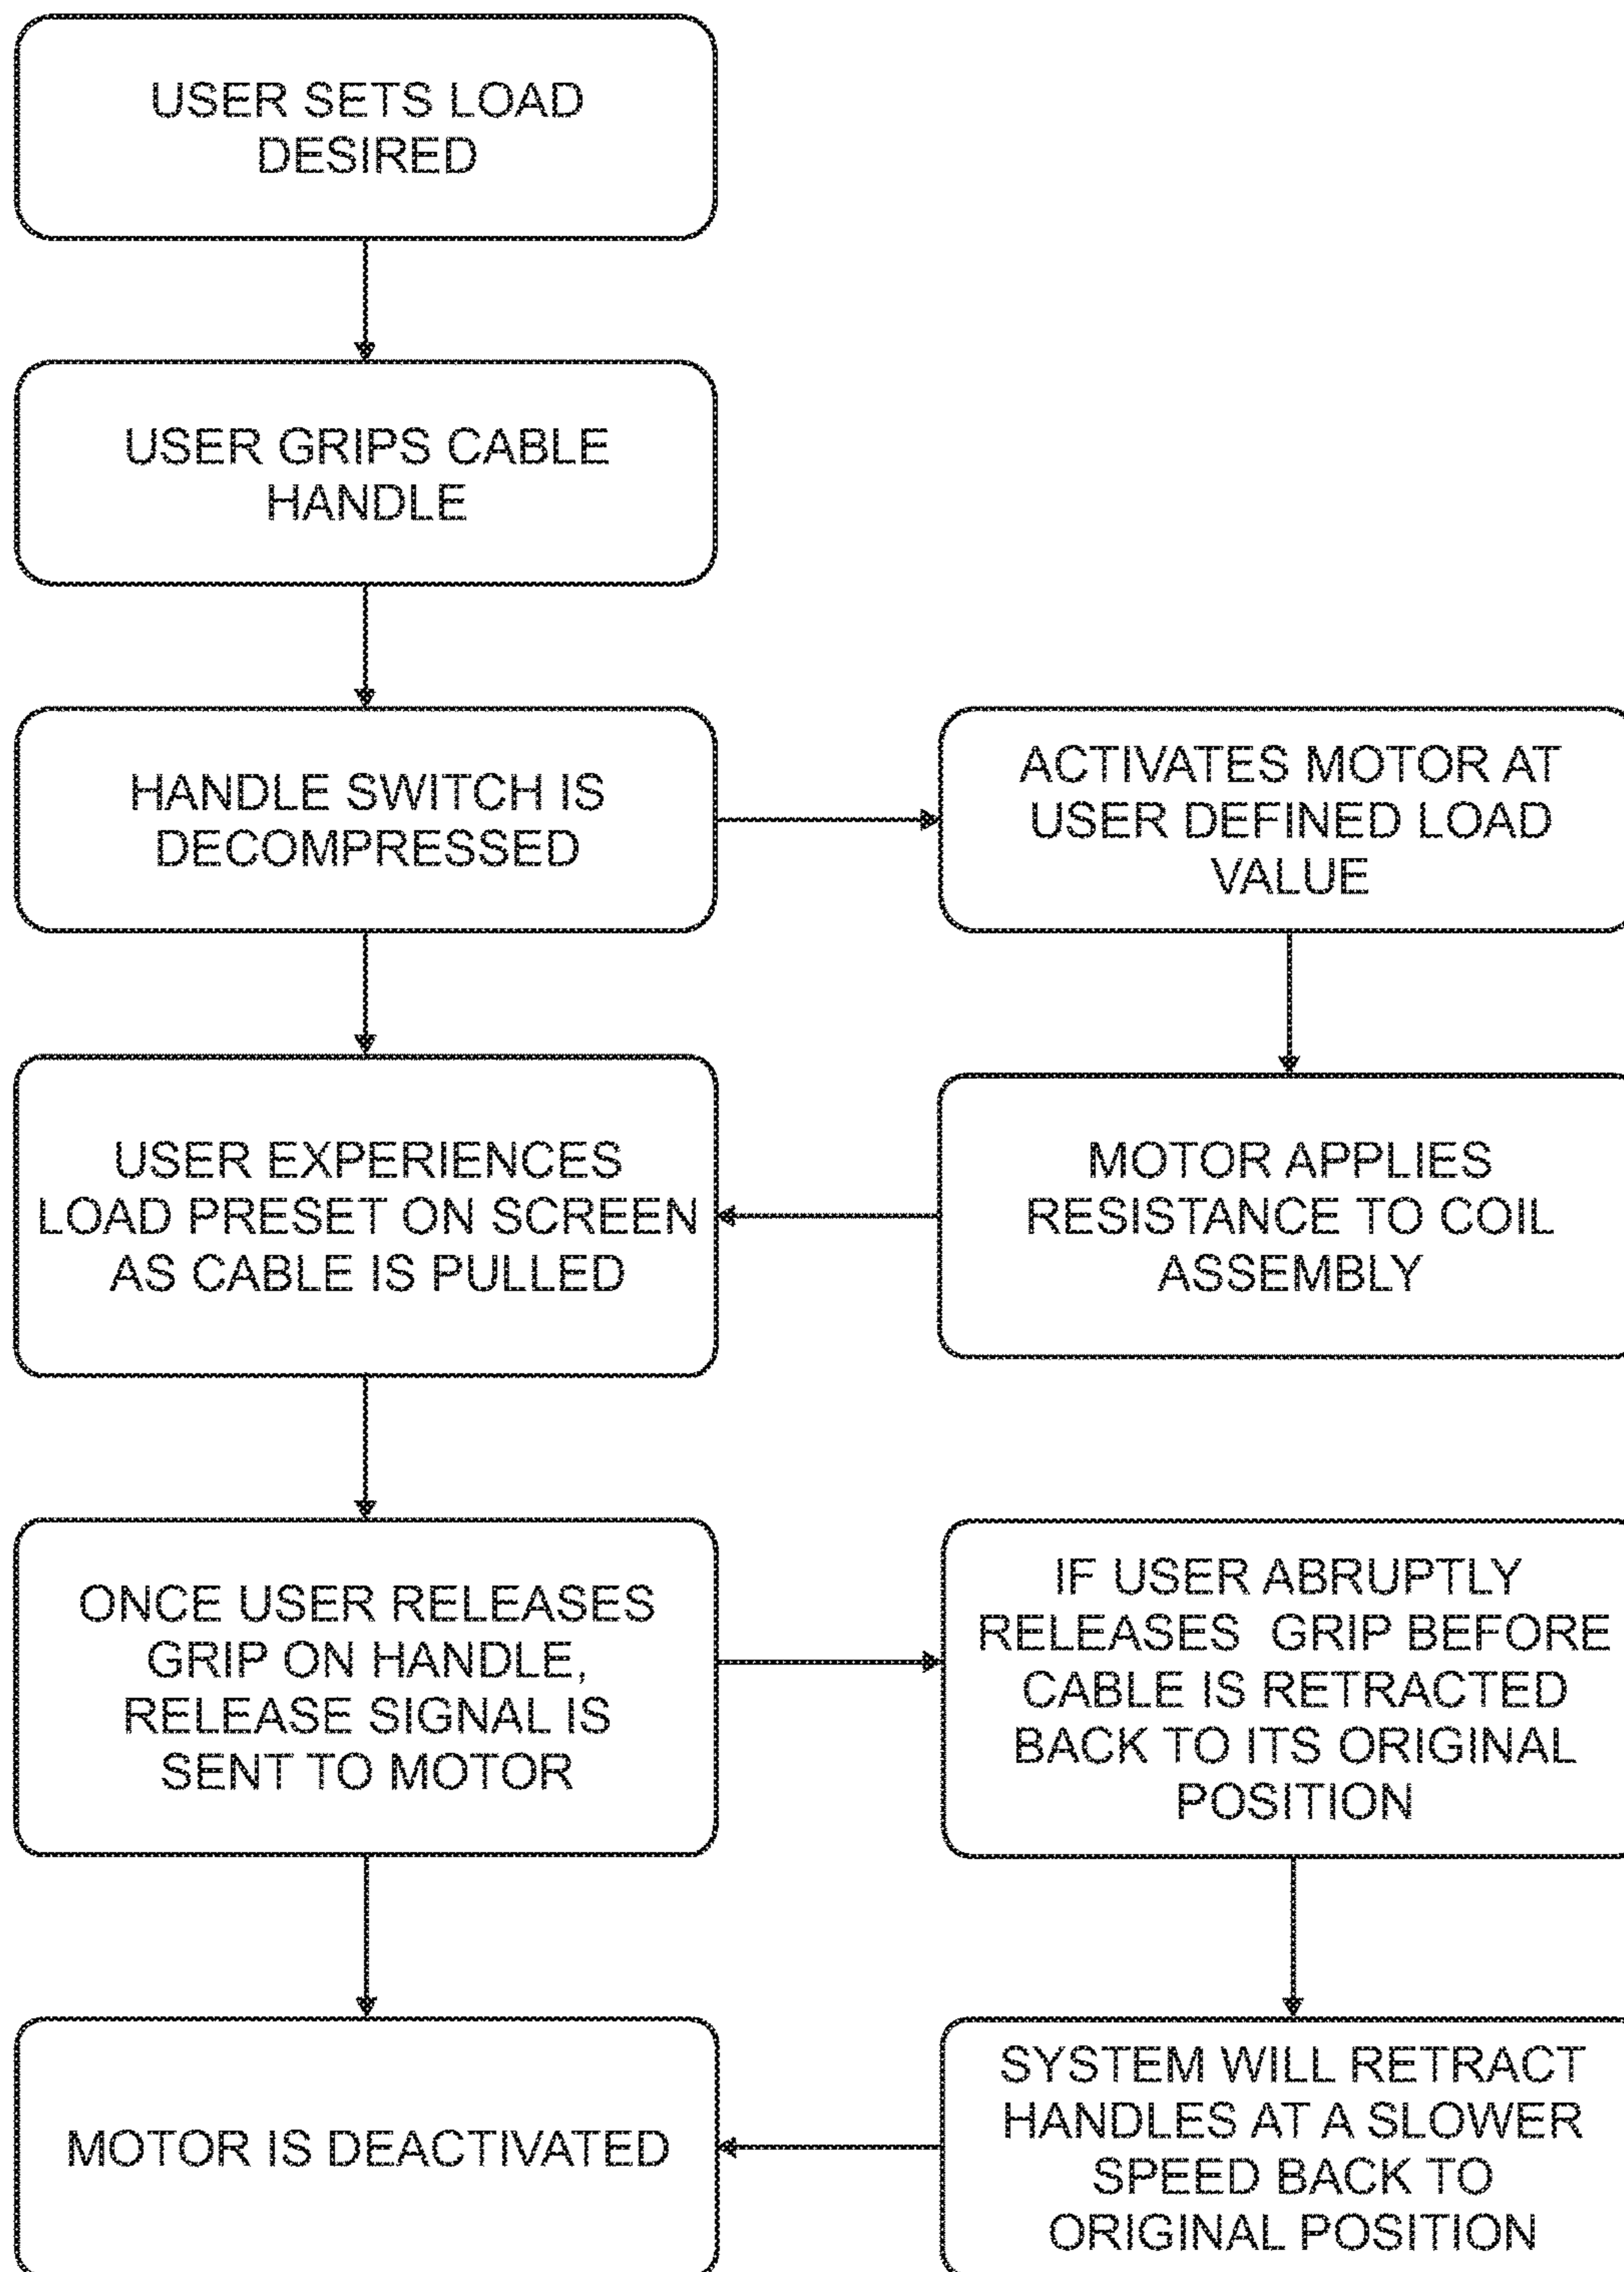 USER SETS LOAD
DESIRED
USER GRIPS CABLE
HANDLE
HANDLE SWITCH IS
DECOMPRESSED
ACTIVATES MOTOR AT
USER DEFINED LOAD
VALUE
USER EXPERIENCES
LOAD PRESET ON SCREEN
AS CABLE IS PULLED
MOTOR APPLIES
RESISTANCE TO COIL
ASSEMBLY
ONCE USER RELEASES
GRIP ON HANDLE,
RELEASE SIGNAL IS
SENT TO MOTOR
IF USER ABRUPTLY
RELEASES GRIP BEFORE
CABLE IS RETRACTED
BACK TO ITS ORIGINAL
POSITION
MOTOR IS DEACTIVATED
SYSTEM WILL RETRACT
HANDLES AT A SLOWER
SPEED BACK TO
ORIGINAL POSITION